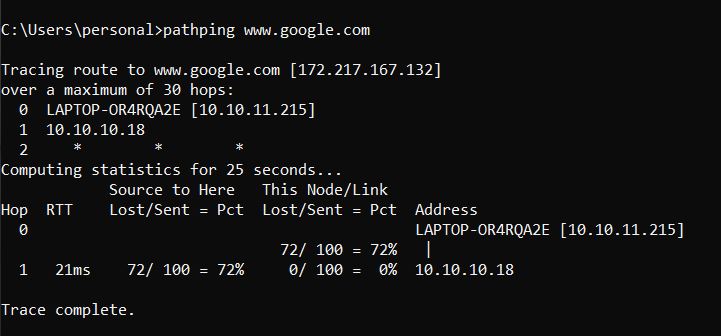 C:\Users\personal>pathping www.google.com
Tracing route to www.google.com [172.217.167.132]
over a maximum of 30 hops:
  0  LAPTOP-OR4RQA2E [10.10.11.215]
  1  10.10.10.18
  2     *        *        *
Computing statistics for 25 seconds...
            Source to Here   This Node/Link
Hop  RTT    Lost/Sent = Pct  Lost/Sent = Pct  Address
  0                                           LAPTOP-OR4RQA2E [10.10.11.215]
                               72/ 100 = 72%   |
  1   21ms    72/ 100 = 72%     0/ 100 =  0%  10.10.10.18
Trace complete.